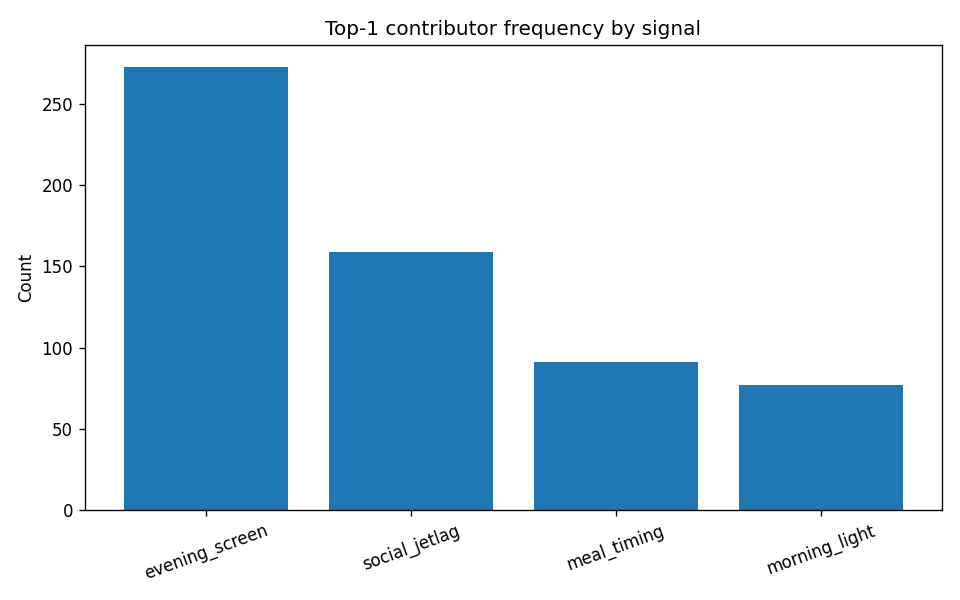 Top-1 contributor frequency by signal
Count
250
200
150
100
50
0
evening_screen
social_jetlag
meal_timing
morning_light